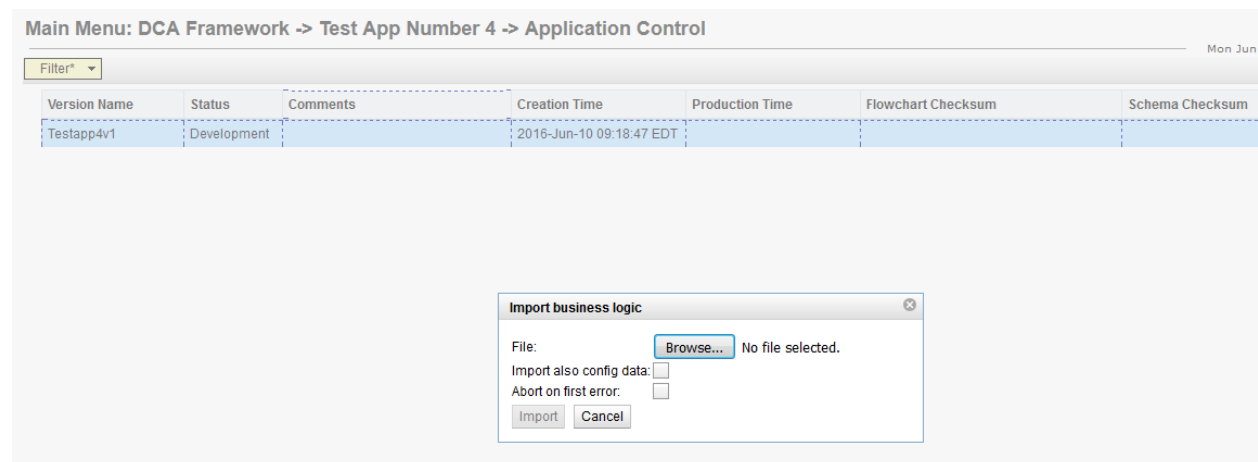 Main Menu: DCA Framework -> Test App Number 4 -> Application Control
Mon Jun
Filter*
Version Name Status Comments Creation Time Production Time Flowchart Checksum Schema Checksum
Testapp4v1 Development 2016-Jun-10 09:18:47 EDT
Import business logic
File: Browse... No file selected.
Import also config data:
Abort on first error:
Import Cancel